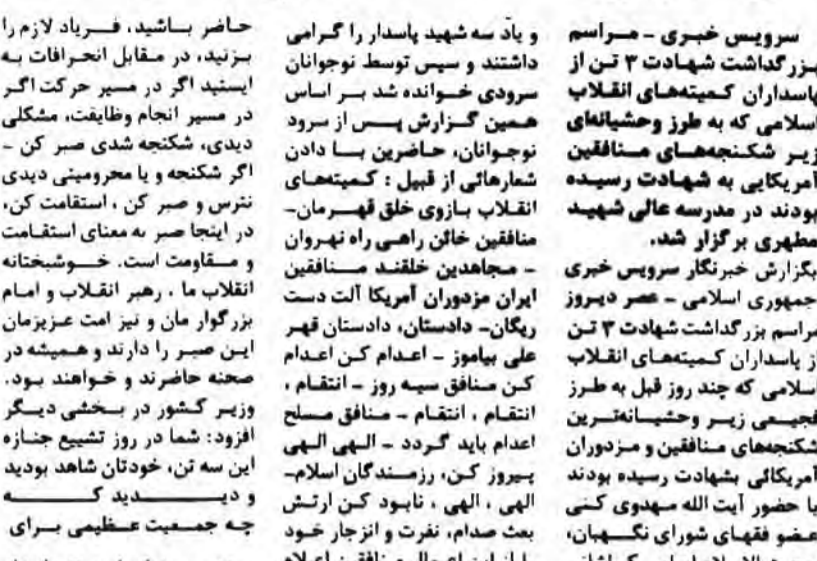 سرویس خبری - مراسم
بزرگداشت شهادت ۳ تن از
پاسداران کمیته‌های انقلاب
اسلامی که به طرز وحشیانه‌ای
زیر شکنجه‌های منافقین
آمریکایی به شهادت رسیده
بودند در مدرسه عالی شهید
مطهری برگزار شد.
بگزارش خبرنگار سرویس خبری
جمهوری اسلامی - عصر دیروز
مراسم بزرگداشت شهادت ۳ تن
از پاسداران کمیته‌های انقلاب
اسلامی که چند روز قبل به طرز
فجیعی زیر وحشیانه‌ترین
شکنجه‌های منافقین و مزدوران
آمریکائی بشهادت رسیده بودند
با حضور آیت الله مهدوی کنی
عضو فقهای شورای نگهبان،
و یاد سه شهید پاسدار را گرامی
داشتند و سپس توسط نوجوانان
سرودی خوانده شد بر اساس
همین گزارش پس از سرود
نوجوانان، حاضرین با دادن
شعارهائی از قبیل : کمیته‌های
انقلاب بازوی خلق قهرمان-
منافقین خائن راهی راه نهروان
- مجاهدین خلقند منافقین
ایران مزدوران آمریکا آلت دست
ریگان- دادستان، دادستان قهر
علی بیاموز - اعدام کن اعدام
کن منافق سیه روز - انتقام ،
انتقام ، انتقام - منافق مسلح
اعدام باید گردد - الهی الهی
پیروز کن، رزمندگان اسلام-
الهی ، الهی ، نابود کن ارتش
بعث صدام، نفرت و انزجار خود
حاضر باشید، فریاد لازم را
بزنید، در مقابل انحرافات به
ایستید اگر در مسیر حرکت اگر
در مسیر انجام وظایفت، مشکلی
دیدی، شکنجه شدی صبر کن -
اگر شکنجه و یا محرومینی دیدی
نترس و صبر کن ، استقامت کن،
در اینجا صبر به معنای استقامت
و مقاومت است. خوشبختانه
انقلاب ما ، رهبر انقلاب و امام
بزرگوار مان و نیز امت عزیزمان
این صبر را دارند و همیشه در
صحنه حاضرند و خواهند بود.
وزیر کشور در بخشی دیگر
افزود: شما در روز تشییع جنازه
این سه تن، خودتان شاهد بودید
و دیدید که
چه جمعیت عظیمی برای